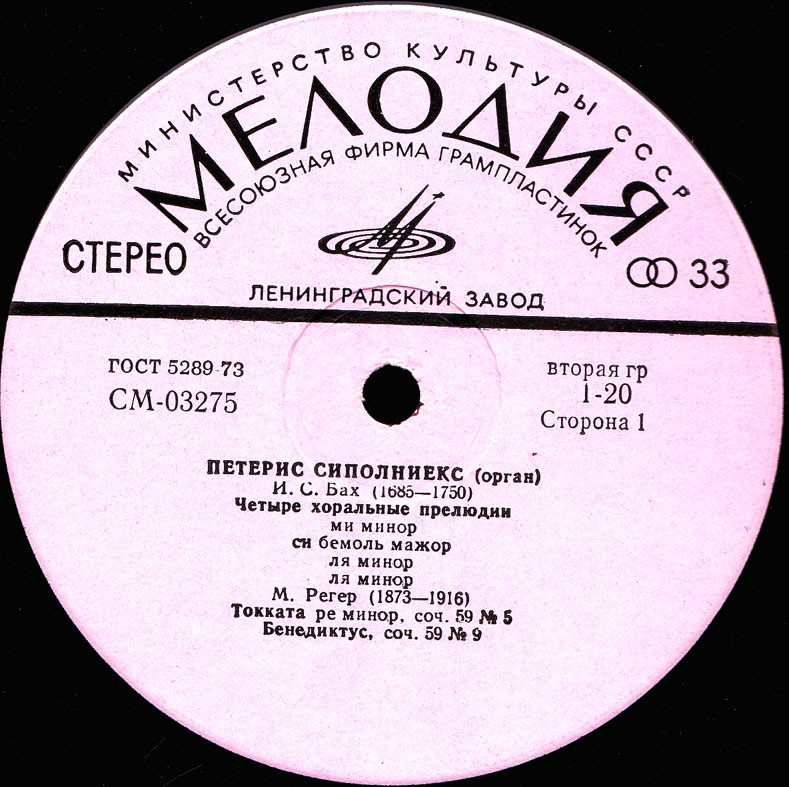 МИНИСТЕРСТВО КУЛЬТУРЫ СССР
МЕЛОДИЯ
ВСЕСОЮЗНАЯ ФИРМА ГРАМПЛАСТИНОК
СТЕРЕО
33
ЛЕНИНГРАДСКИЙ ЗАВОД
ГОСТ 5289-73
СМ-03275
вторая гр
1-20
Сторона 1
ПЕТЕРИС СИПОЛНИЕКС (орган)
И. С. Бах (1685—1750)
Четыре хоральные прелюдии
ми минор
си бемоль мажор
ля минор
ля минор
М. Регер (1873—1916)
Токката ре минор, соч. 59 № 5
Бенедиктус, соч. 59 № 9